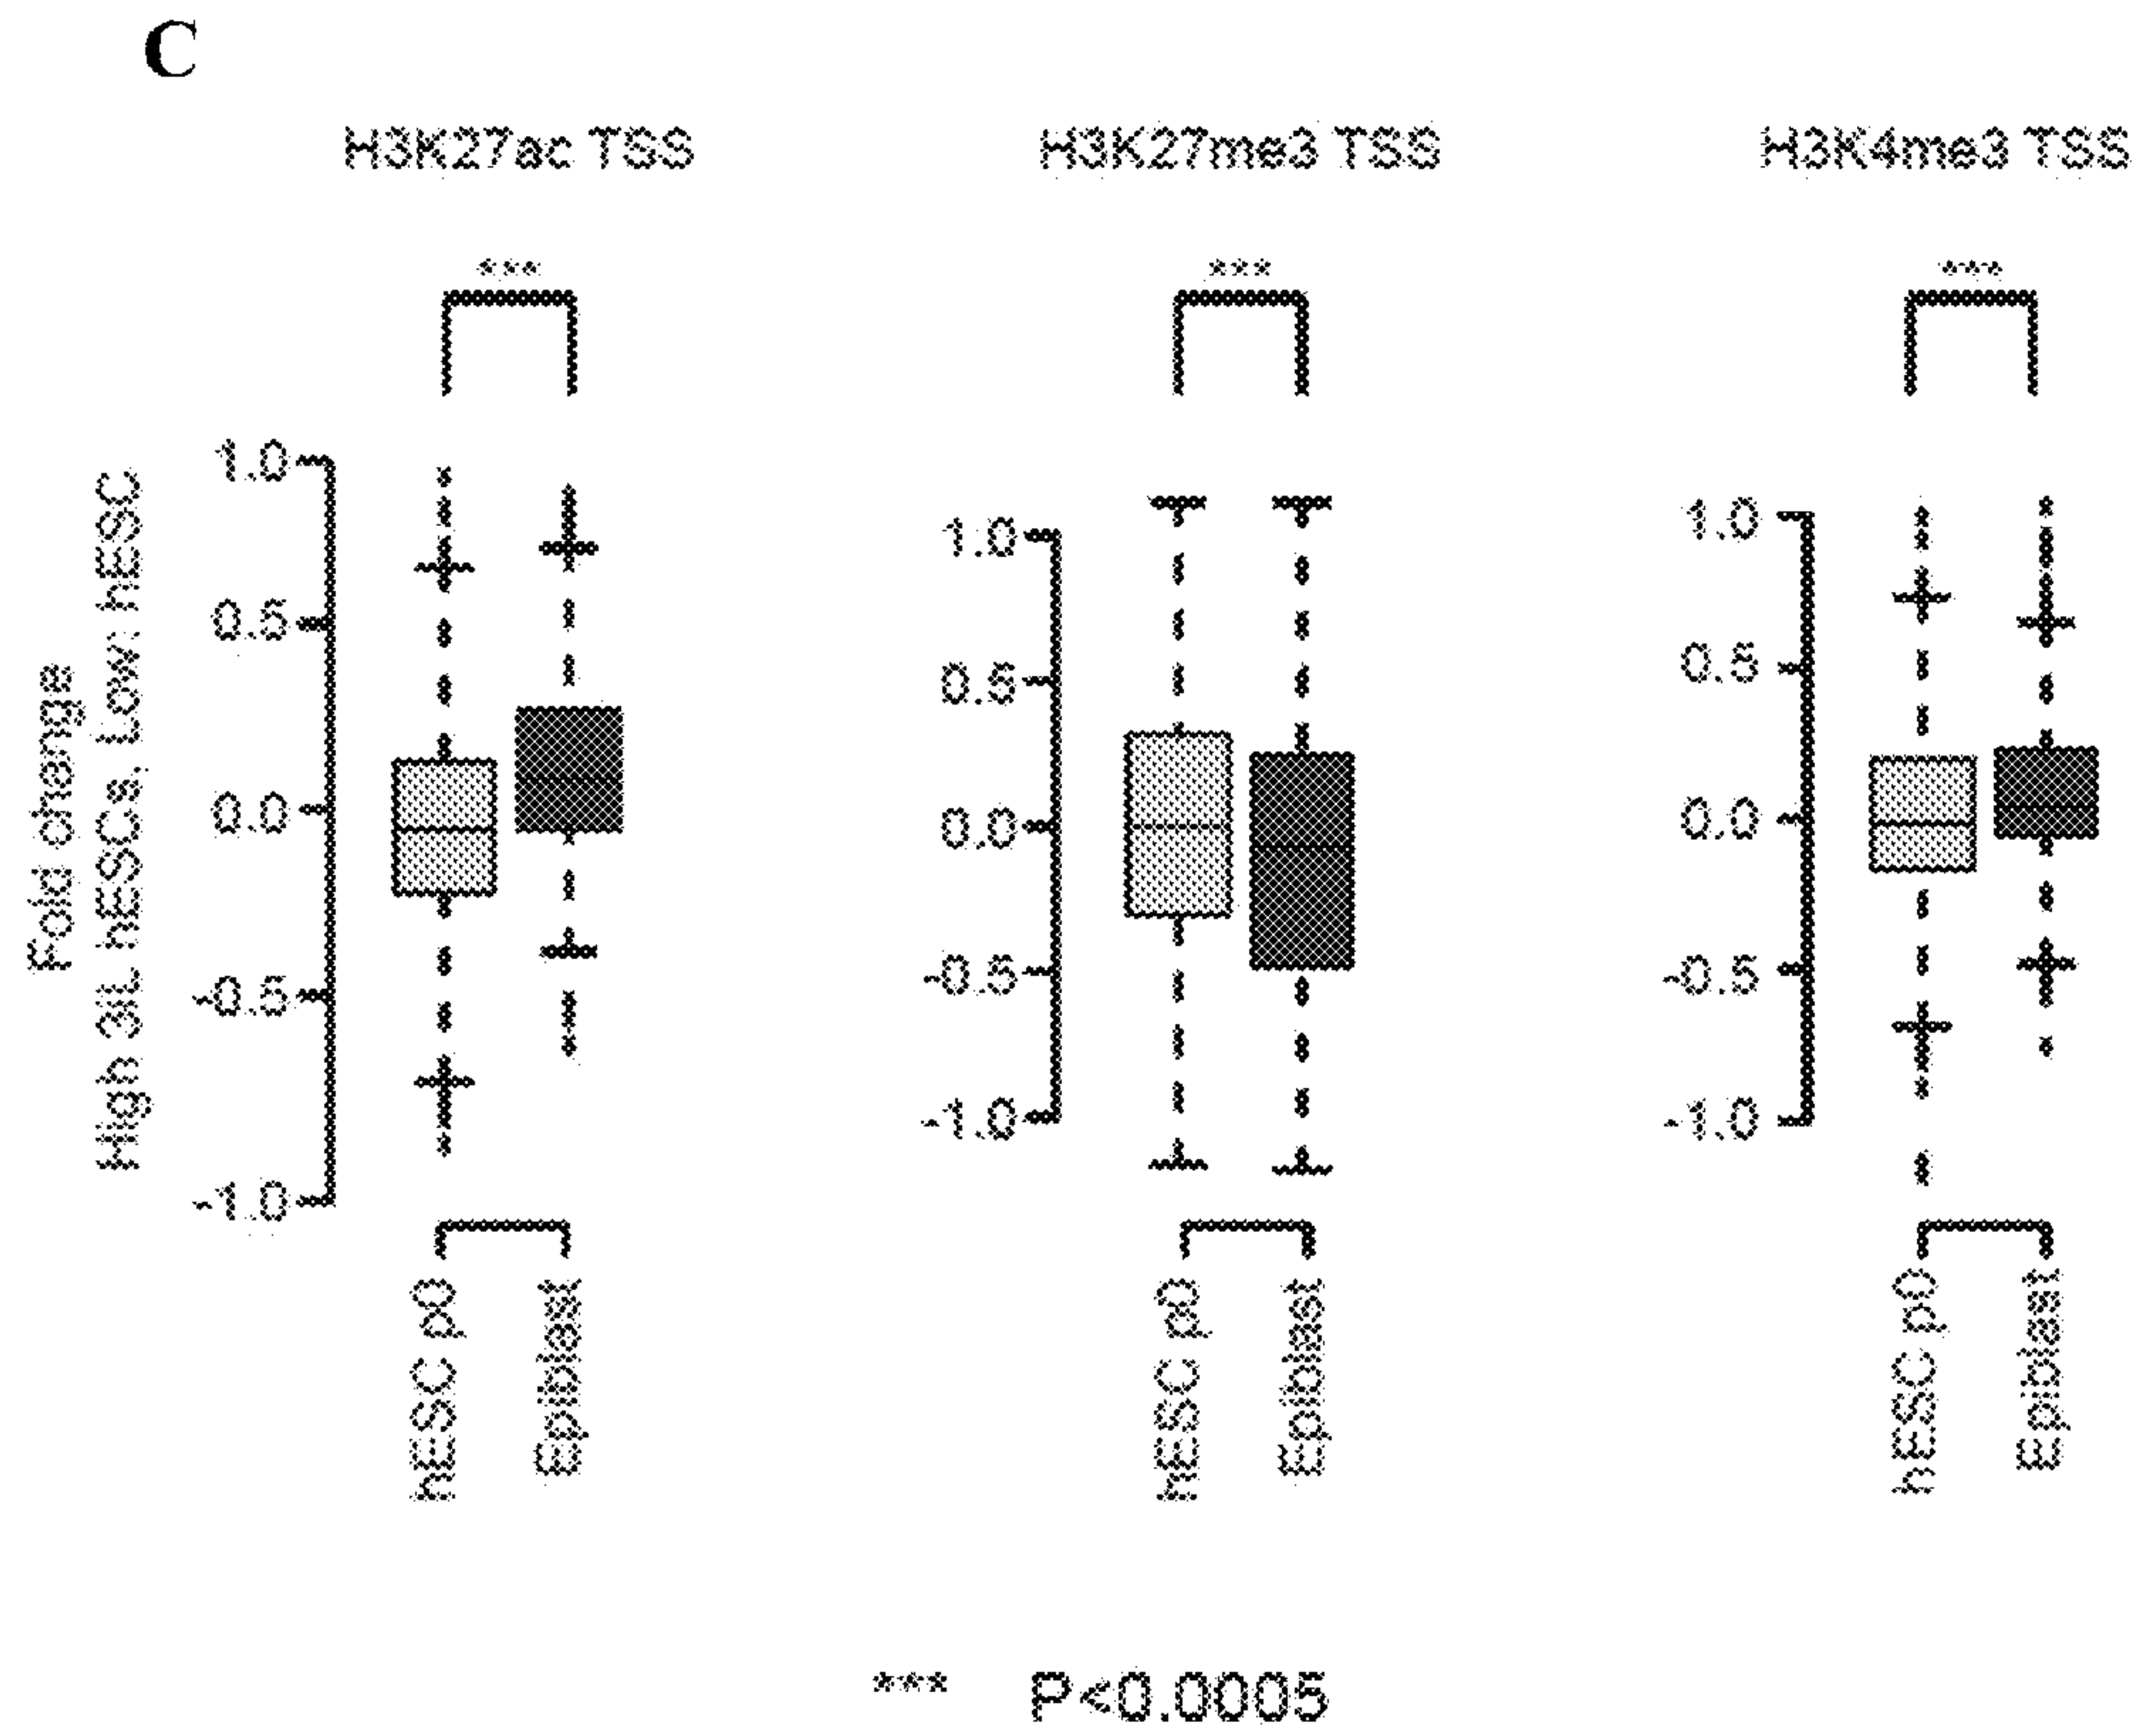 C
H3K27ac TSS
H3K27me3 TSS
H3K4me3 TSS
***
***
***
Fold change
High 3iL hESCs, Low: hESC
1.0
0.5
0.0
-0.5
-1.0
1.0
0.5
0.0
-0.5
-1.0
1.0
0.5
0.0
-0.5
-1.0
hESC p0
Epiblast
hESC p0
Epiblast
hESC p0
Epiblast
*** P<0.0005